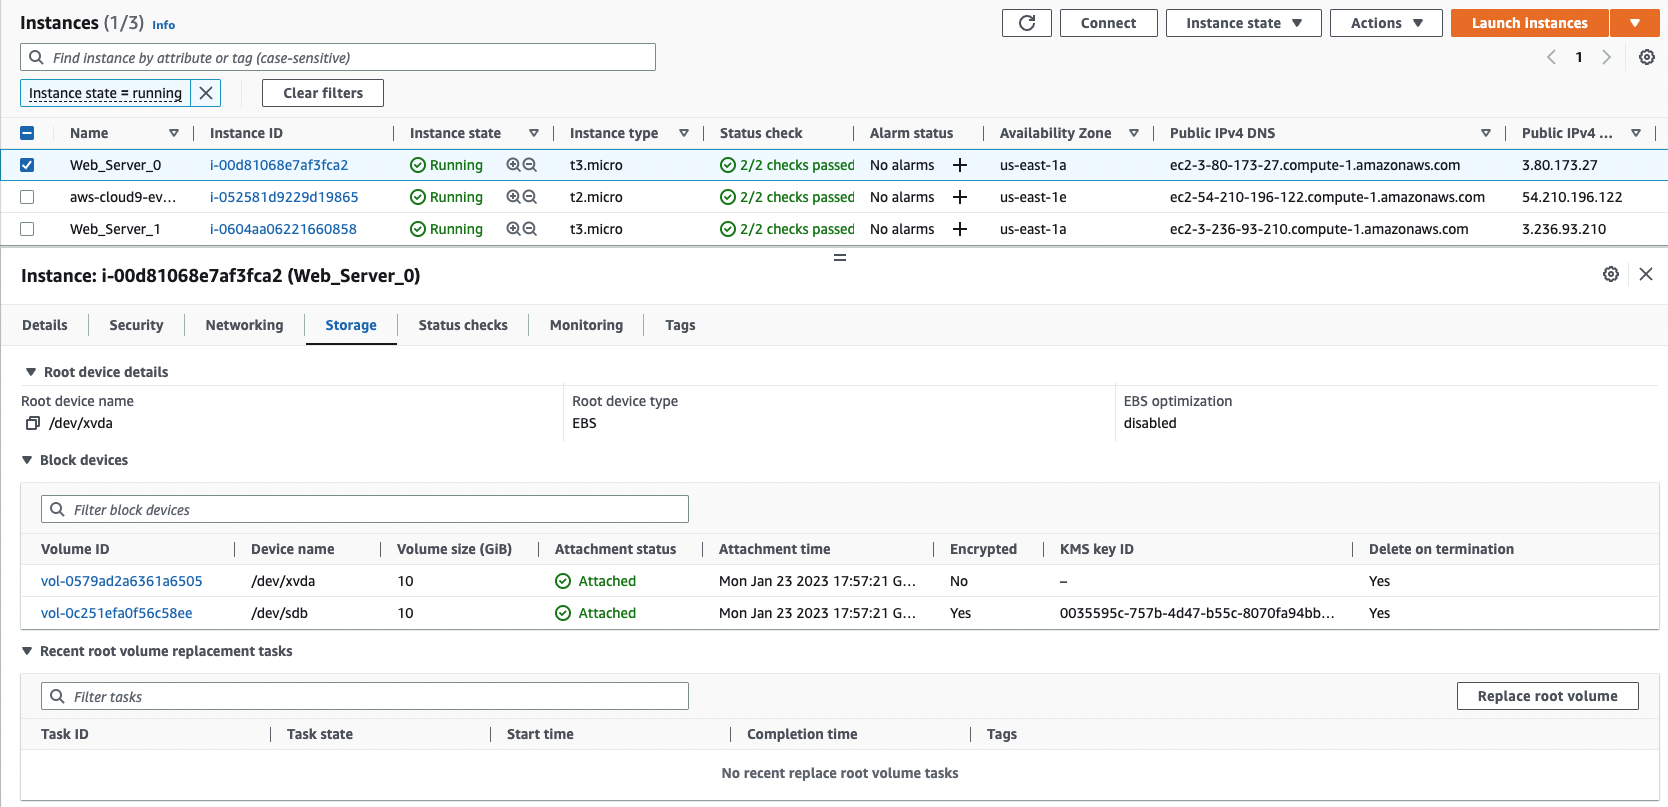 Instances (1/3) Info
Connect Instance state Actions Launch instances
Find instance by attribute or tag (case-sensitive)
1
Instance state = running Clear filters
Name Instance ID Instance state Instance type Status check Alarm status Availability Zone Public IPv4 DNS Public IPv4 ...
Web_Server_0 i-00d81068e7af3fca2 Running t3.micro 2/2 checks passed No alarms us-east-1a ec2-3-80-173-27.compute-1.amazonaws.com 3.80.173.27
aws-cloud9-ev... i-052581d9229d19865 Running t2.micro 2/2 checks passed No alarms us-east-1e ec2-54-210-196-122.compute-1.amazonaws.com 54.210.196.122
Web_Server_1 i-0604aa06221660858 Running t3.micro 2/2 checks passed No alarms us-east-1a ec2-3-236-93-210.compute-1.amazonaws.com 3.236.93.210
Instance: i-00d81068e7af3fca2 (Web_Server_0)
Details Security Networking Storage Status checks Monitoring Tags
Root device details
Root device name Root device type EBS optimization
/dev/xvda EBS disabled
Block devices
Filter block devices
Volume ID Device name Volume size (GiB) Attachment status Attachment time Encrypted KMS key ID Delete on termination
vol-0579ad2a6361a6505 /dev/xvda 10 Attached Mon Jan 23 2023 17:57:21 G... No – Yes
vol-0c251efa0f56c58ee /dev/sdb 10 Attached Mon Jan 23 2023 17:57:21 G... Yes 0035595c-757b-4d47-b55c-8070fa94bb... Yes
Recent root volume replacement tasks
Filter tasks Replace root volume
Task ID Task state Start time Completion time Tags
No recent replace root volume tasks